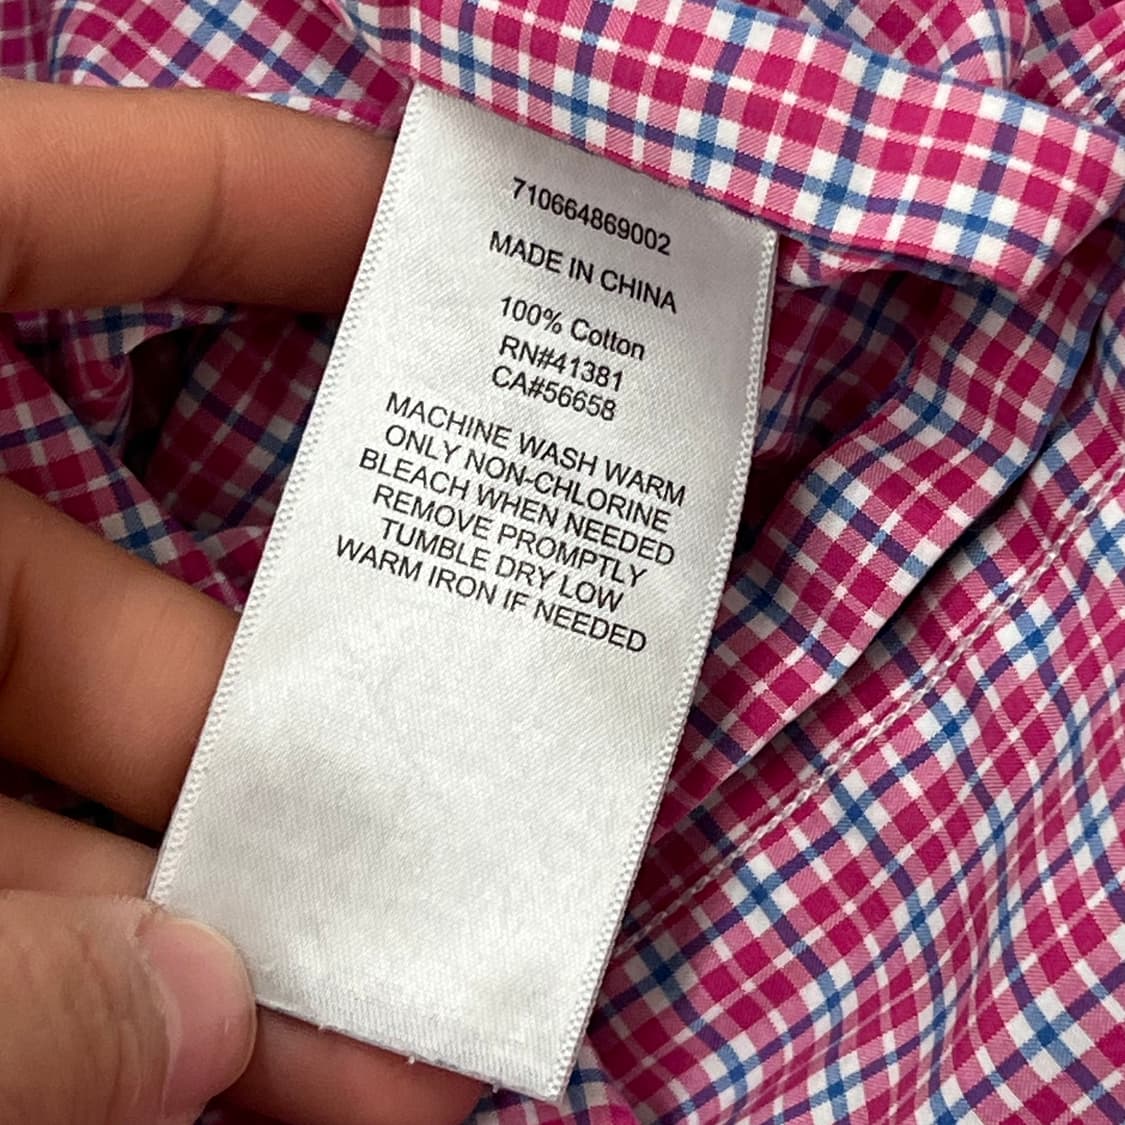 710664869002
MADE IN CHINA
100% Cotton
RN#41381
CA#56658
MACHINE WASH WARM
ONLY NON-CHLORINE
BLEACH WHEN NEEDED
REMOVE PROMPTLY
TUMBLE DRY LOW
WARM IRON IF NEEDED